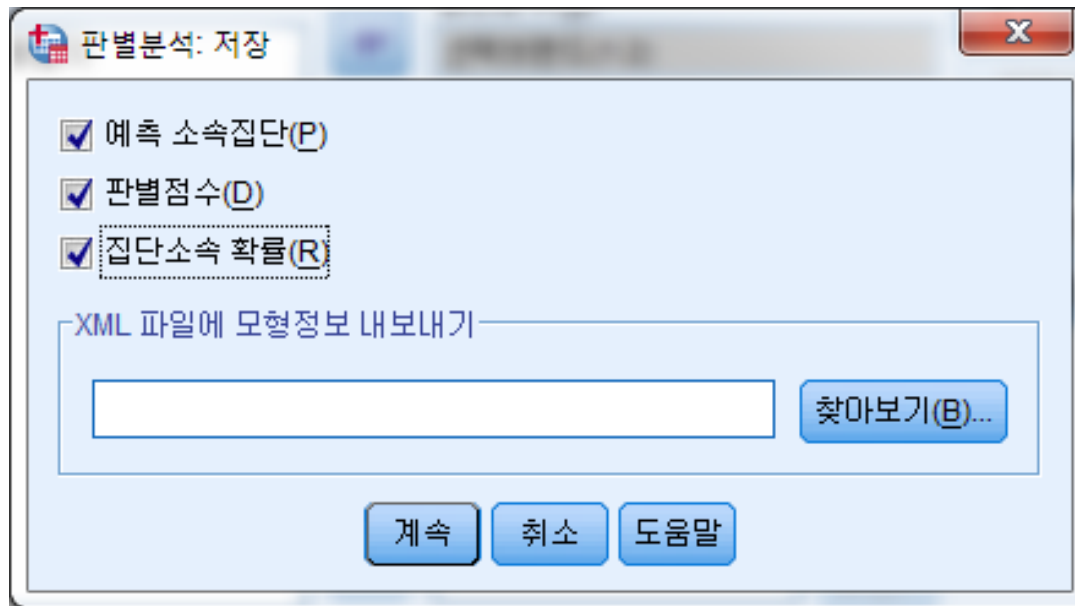 판별분석: 저장
예측 소속집단(P)
판별점수(D)
집단소속 확률(R)
XML 파일에 모형정보 내보내기
찾아보기(B)...
계속 취소 도움말